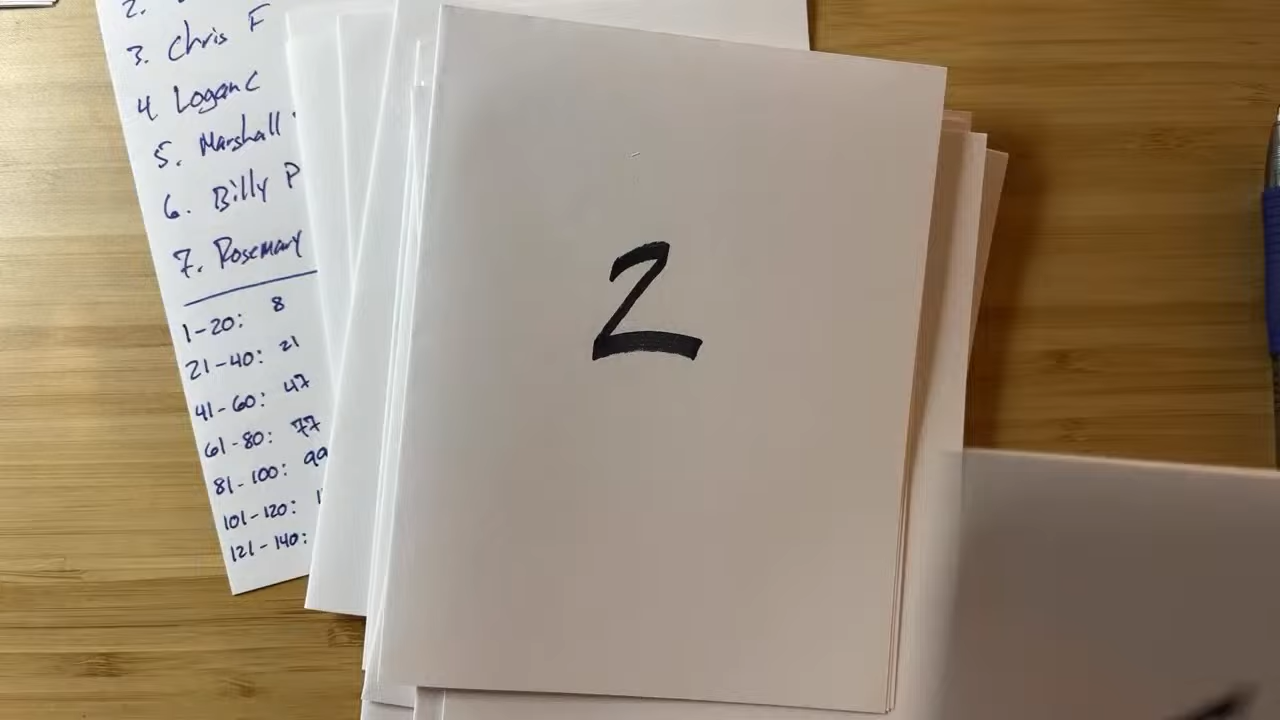 2.
3. Chris F
4. Logan C
5. Marshall
6. Billy P
7. Rosemary
1-20: 8
21-40: 21
41-60: 47
61-80: 77
81-100: 99
101-120:
121-140:
2